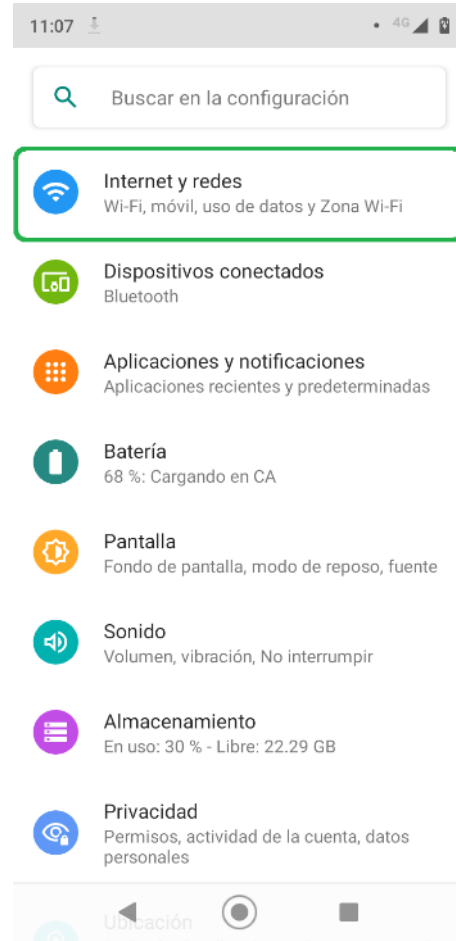 11:07
4G
Buscar en la configuración
Internet y redes
Wi-Fi, móvil, uso de datos y Zona Wi-Fi
Dispositivos conectados
Bluetooth
Aplicaciones y notificaciones
Aplicaciones recientes y predeterminadas
Batería
68 %: Cargando en CA
Pantalla
Fondo de pantalla, modo de reposo, fuente
Sonido
Volumen, vibración, No interrumpir
Almacenamiento
En uso: 30 % - Libre: 22.29 GB
Privacidad
Permisos, actividad de la cuenta, datos
personales
Ubicación